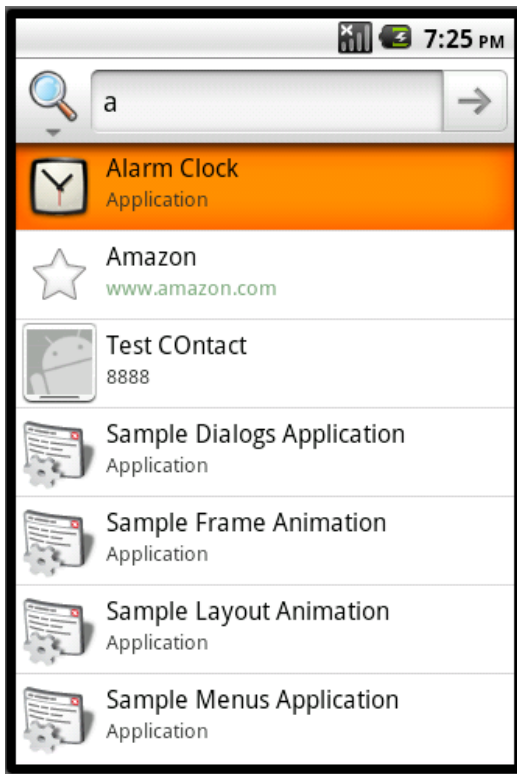 7:25 PM
a
Alarm Clock
Application
Amazon
www.amazon.com
Test COntact
8888
Sample Dialogs Application
Application
Sample Frame Animation
Application
Sample Layout Animation
Application
Sample Menus Application
Application